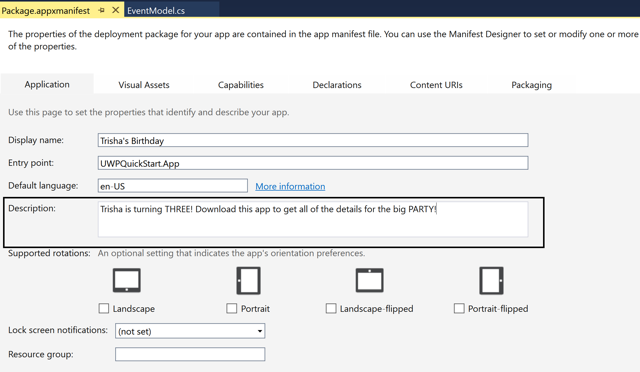 Package.appxmanifest EventModel.cs
The properties of the deployment package for your app are contained in the app manifest file. You can use the Manifest Designer to set or modify one or more
of the properties.
Application Visual Assets Capabilities Declarations Content URIs Packaging
Use this page to set the properties that identify and describe your app.
Display name: Trisha's Birthday
Entry point: UWPQuickStart.App
Default language: en-US More information
Description: Trisha is turning THREE! Download this app to get all of the details for the big PARTY!
Supported rotations: An optional setting that indicates the app's orientation preferences.
Landscape Portrait Landscape-flipped Portrait-flipped
Lock screen notifications: (not set)
Resource group: